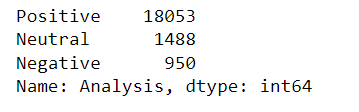 Positive    18053
Neutral      1488
Negative      950
Name: Analysis, dtype: int64